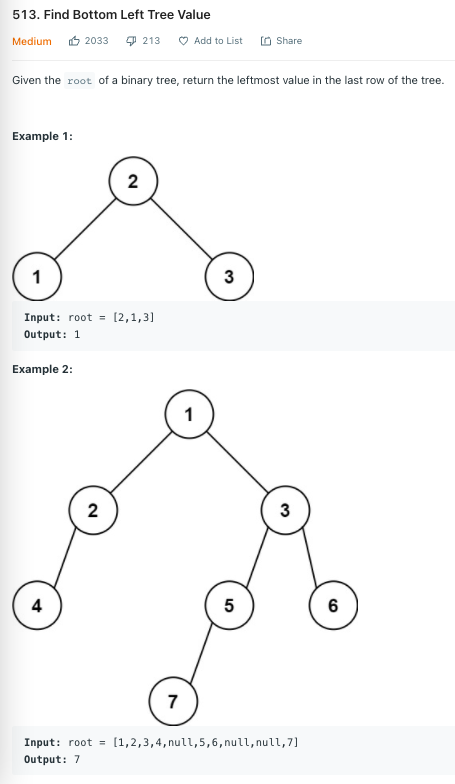 513. Find Bottom Left Tree Value
Medium 2033 213 Add to List Share
Given the root of a binary tree, return the leftmost value in the last row of the tree.
Example 1:
2
1 3
Input: root = [2,1,3]
Output: 1
Example 2:
1
2 3
4 5 6
7
Input: root = [1,2,3,4,null,5,6,null,null,7]
Output: 7